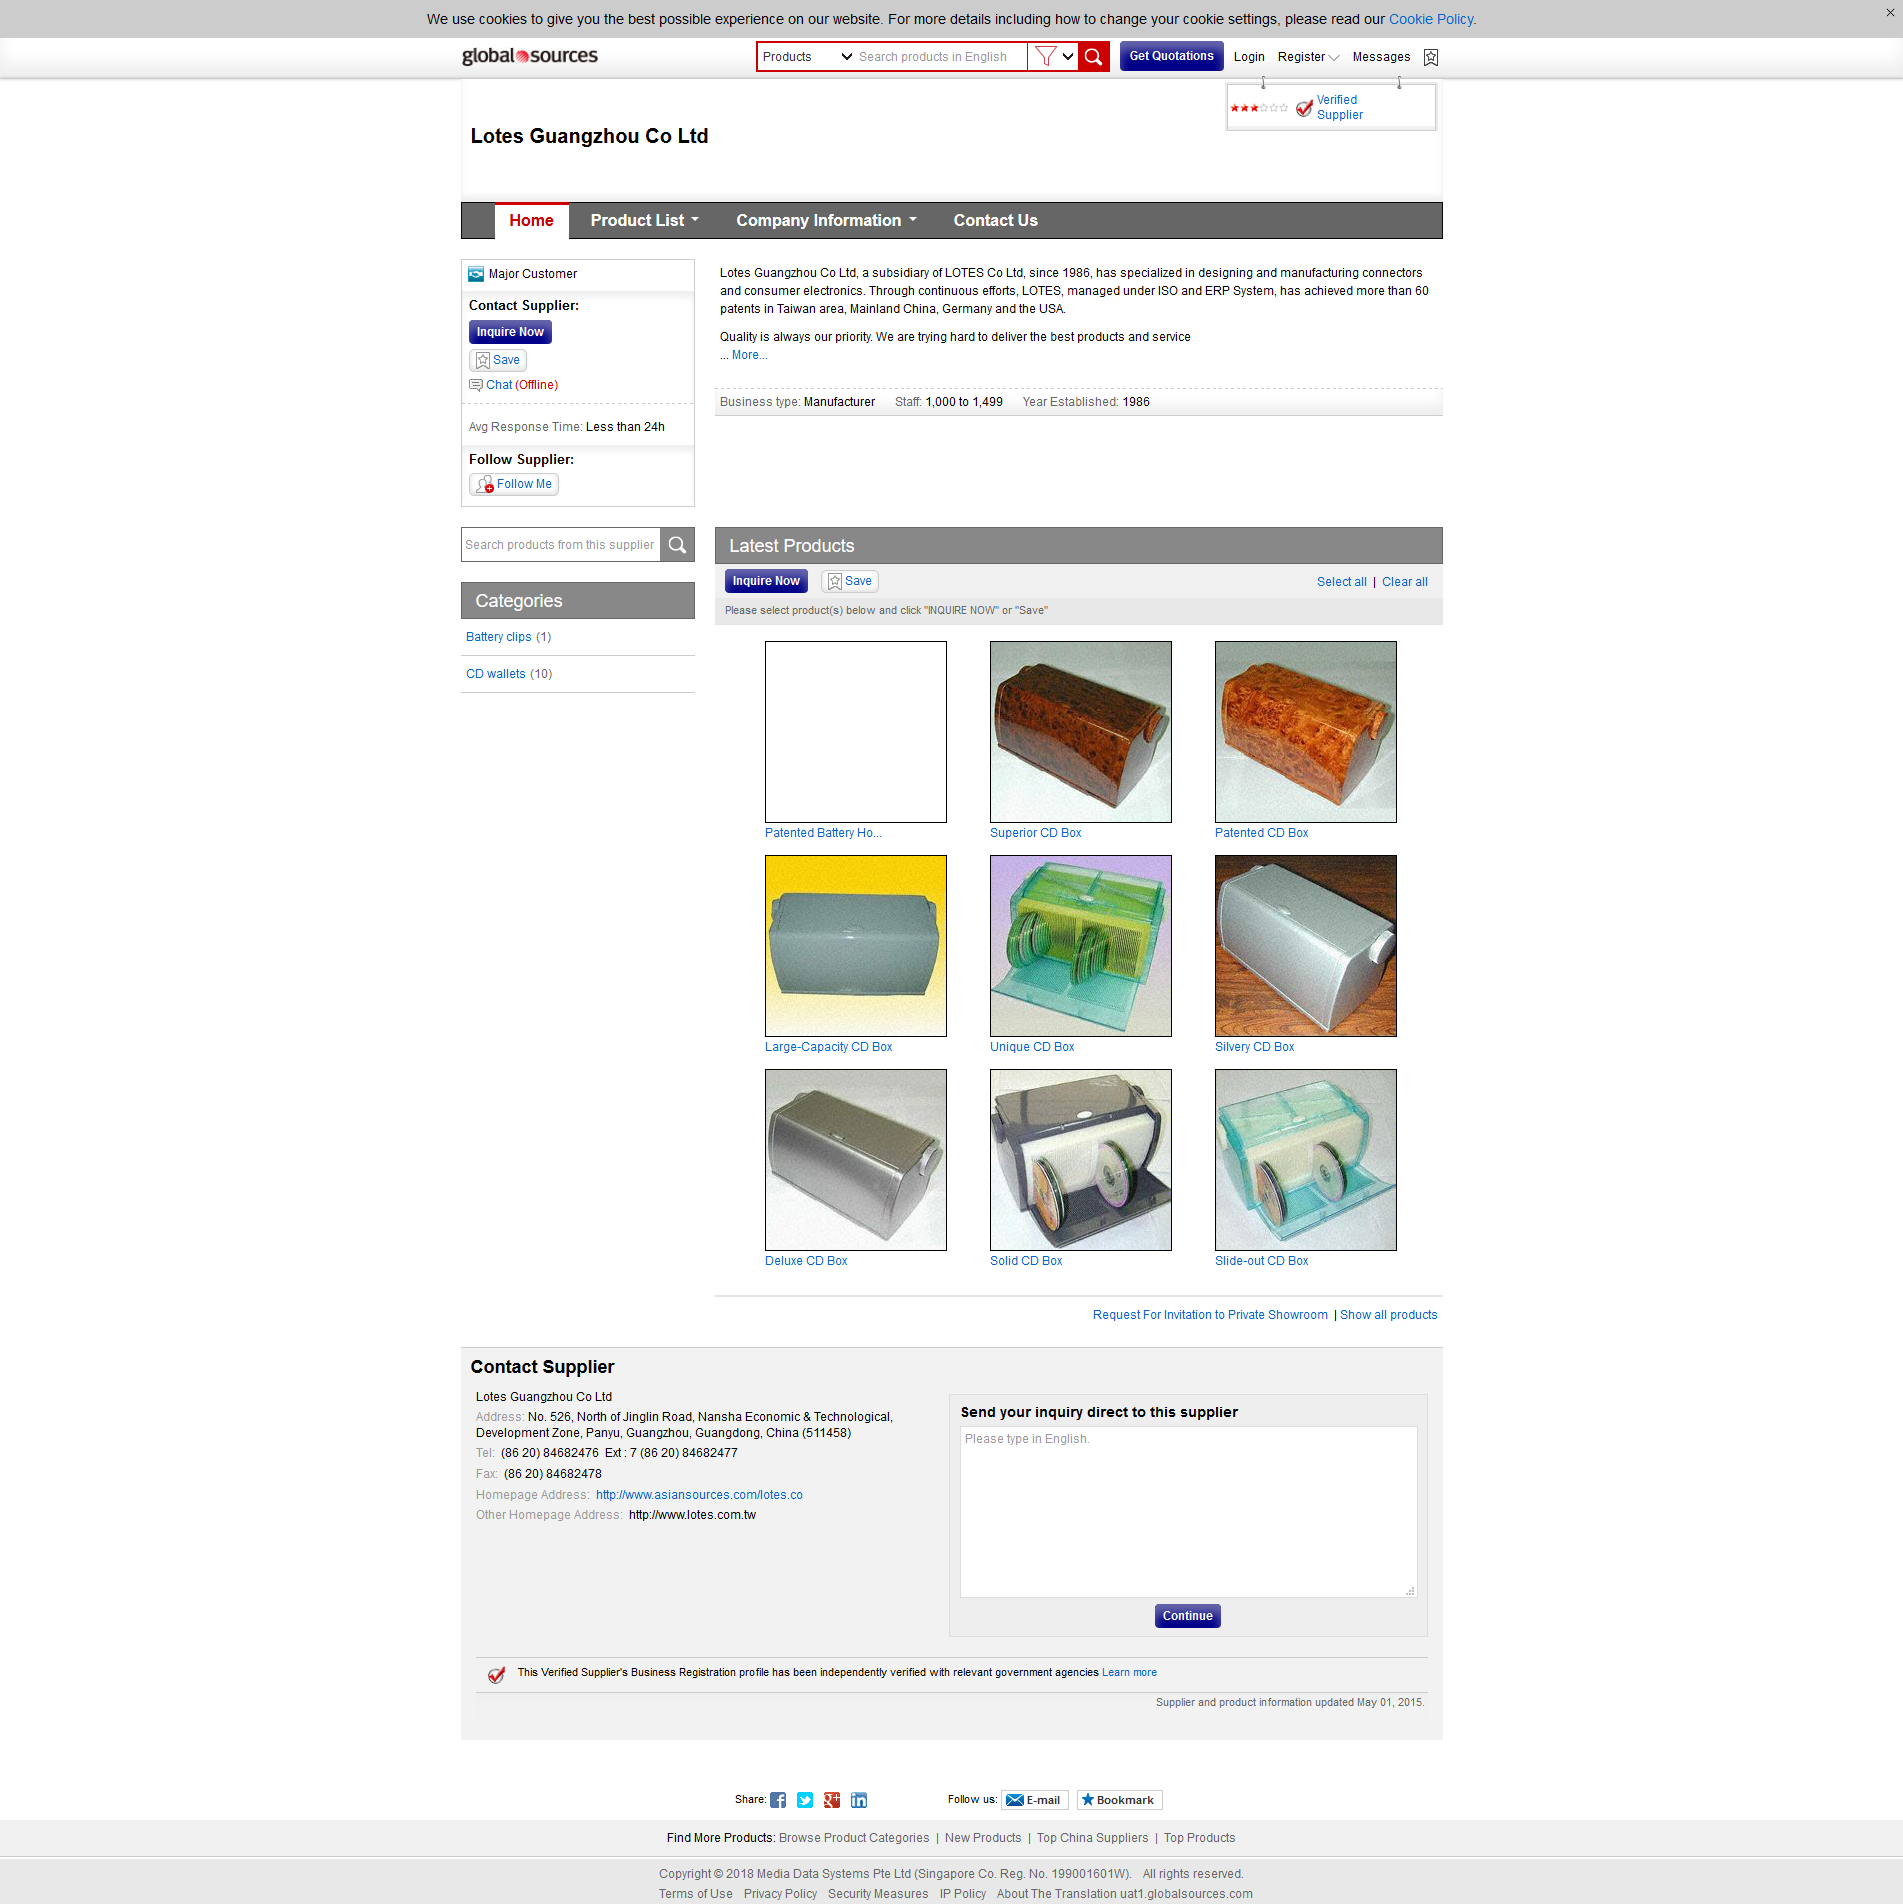 We use cookies to give you the best possible experience on our website. For more details including how to change your cookie settings, please read our Cookie Policy.
global sources
Products
Search products in English
Get Quotations
Login
Register
Messages
Verified
Supplier
Lotes Guangzhou Co Ltd
Home
Product List
Company Information
Contact Us
Major Customer
Contact Supplier:
Inquire Now
Save
Chat (Offline)
Avg Response Time: Less than 24h
Follow Supplier:
Follow Me
Lotes Guangzhou Co Ltd, a subsidiary of LOTES Co Ltd, since 1986, has specialized in designing and manufacturing connectors
and consumer electronics. Through continuous efforts, LOTES, managed under ISO and ERP System, has achieved more than 60
patents in Taiwan area, Mainland China, Germany and the USA.
Quality is always our priority. We are trying hard to deliver the best products and service
... More...
Business type: Manufacturer Staff: 1,000 to 1,499 Year Established: 1986
Search products from this supplier
Categories
Battery clips (1)
CD wallets (10)
Latest Products
Inquire Now
Save
Select all | Clear all
Please select product(s) below and click "INQUIRE NOW" or "Save"
Patented Battery Ho...
Superior CD Box
Patented CD Box
Large-Capacity CD Box
Unique CD Box
Silvery CD Box
Deluxe CD Box
Solid CD Box
Slide-out CD Box
Request For Invitation to Private Showroom | Show all products
Contact Supplier
Lotes Guangzhou Co Ltd
Address: No. 526, North of Jinglin Road, Nansha Economic & Technological,
Development Zone, Panyu, Guangzhou, Guangdong, China (511458)
Tel: (86 20) 84682476 Ext : 7 (86 20) 84682477
Fax: (86 20) 84682478
Homepage Address: http://www.asiansources.com/lotes.co
Other Homepage Address: http://www.lotes.com.tw
Send your inquiry direct to this supplier
Please type in English.
Continue
This Verified Supplier's Business Registration profile has been independently verified with relevant government agencies Learn more
Supplier and product information updated May 01, 2015.
Share:
Follow us:
E-mail
Bookmark
Find More Products: Browse Product Categories | New Products | Top China Suppliers | Top Products
Copyright © 2018 Media Data Systems Pte Ltd (Singapore Co. Reg. No. 199001601W). All rights reserved.
Terms of Use Privacy Policy Security Measures IP Policy About The Translation uat1.globalsources.com